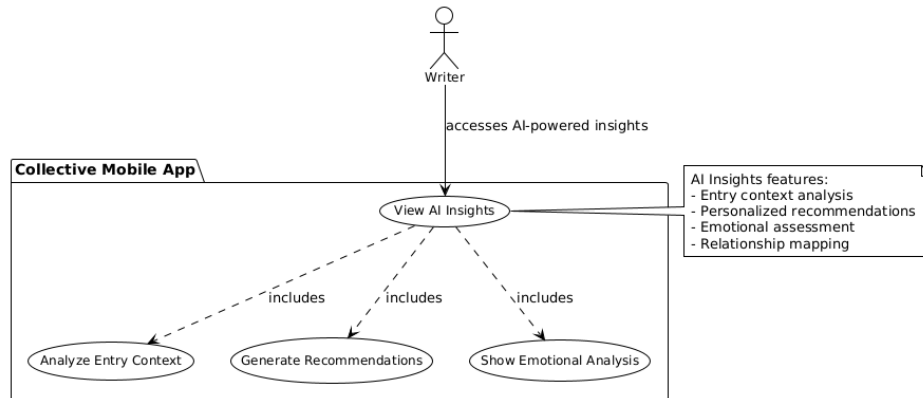 Writer
accesses AI-powered insights
Collective Mobile App
AI Insights features:
- Entry context analysis
- Personalized recommendations
- Emotional assessment
- Relationship mapping
View AI Insights
includes
includes
includes
Analyze Entry Context
Generate Recommendations
Show Emotional Analysis